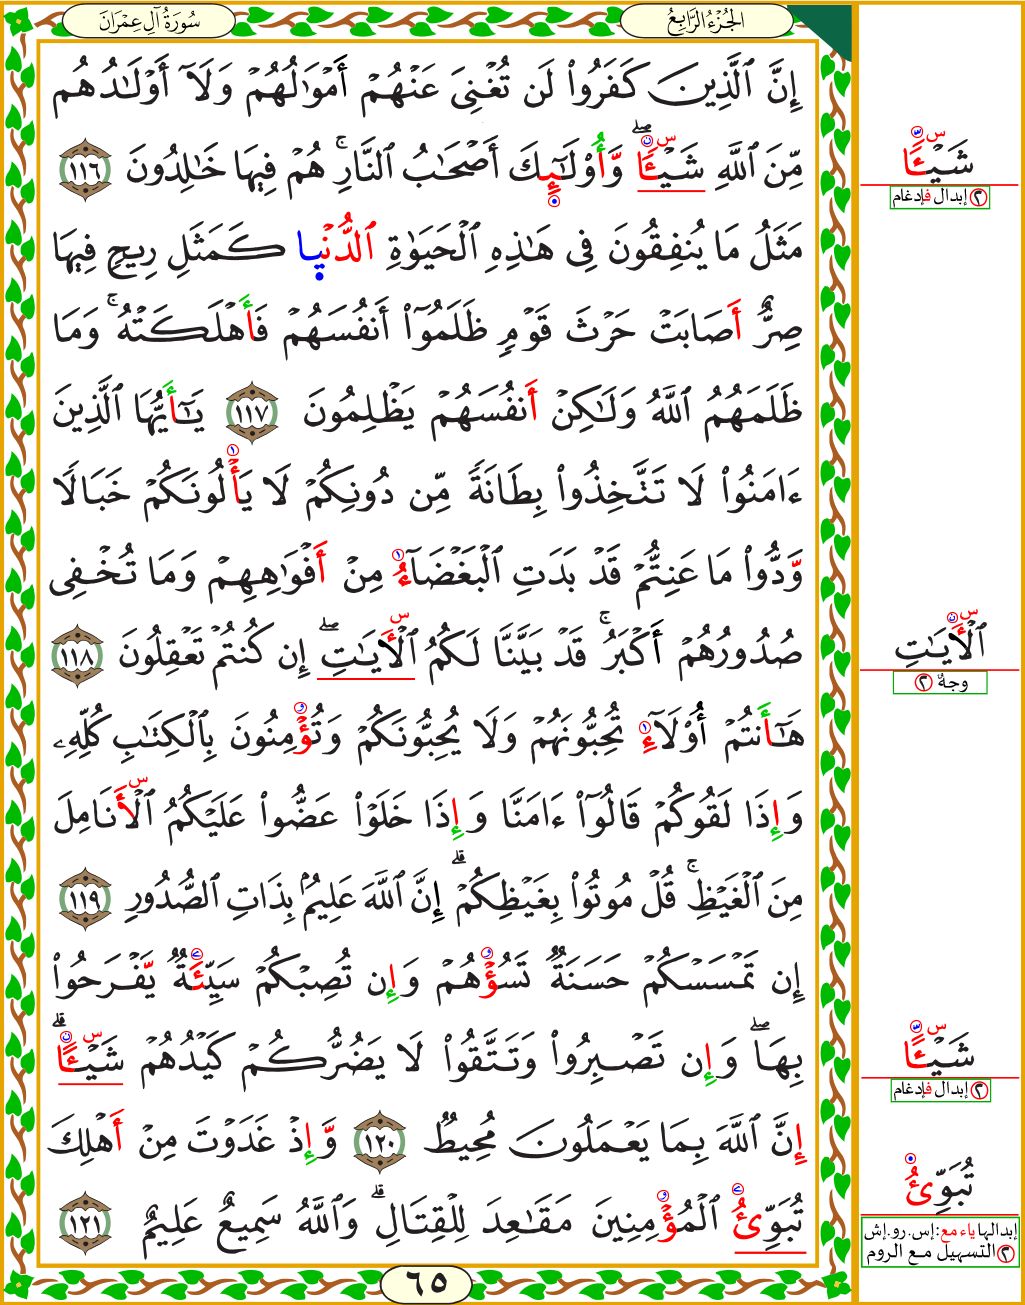 الجُزْءُ الرَّابِعُ
سُورَةُ آلِ عِمْرَانَ
إِنَّ ٱلَّذِينَ كَفَرُوا۟ لَن تُغْنِىَ عَنْهُمْ أَمْوَٰلُهُمْ وَلَآ أَوْلَـٰدُهُم
مِّنَ ٱللَّهِ شَيْـًٔا ۖ وَأُو۟لَـٰٓئِكَ أَصْحَـٰبُ ٱلنَّارِ ۚ هُمْ فِيهَا خَـٰلِدُونَ ١١٦
مَثَلُ مَا يُنفِقُونَ فِى هَـٰذِهِ ٱلْحَيَوٰةِ ٱلدُّنْيَا كَمَثَلِ رِيحٍ فِيهَا
صِرٌّ أَصَابَتْ حَرْثَ قَوْمٍ ظَلَمُوٓا۟ أَنفُسَهُمْ فَأَهْلَكَتْهُ ۚ وَمَا
ظَلَمَهُمُ ٱللَّهُ وَلَـٰكِنْ أَنفُسَهُمْ يَظْلِمُونَ ١١٧ يَـٰٓأَيُّهَا ٱلَّذِينَ
ءَامَنُوا۟ لَا تَتَّخِذُوا۟ بِطَانَةً مِّن دُونِكُمْ لَا يَأْلُونَكُمْ خَبَالًا
وَدُّوا۟ مَا عَنِتُّمْ قَدْ بَدَتِ ٱلْبَغْضَآءُ مِنْ أَفْوَٰهِهِمْ وَمَا تُخْفِى
صُدُورُهُمْ أَكْبَرُ ۚ قَدْ بَيَّنَّا لَكُمُ ٱلْـَٔايَـٰتِ ۖ إِن كُنتُمْ تَعْقِلُونَ ١١٨
هَـٰٓأَنتُمْ أُو۟لَآءِ تُحِبُّونَهُمْ وَلَا يُحِبُّونَكُمْ وَتُؤْمِنُونَ بِٱلْكِتَـٰبِ كُلِّهِۦ
وَإِذَا لَقُوكُمْ قَالُوٓا۟ ءَامَنَّا وَإِذَا خَلَوْا۟ عَضُّوا۟ عَلَيْكُمُ ٱلْأَنَامِلَ
مِنَ ٱلْغَيْظِ ۚ قُلْ مُوتُوا۟ بِغَيْظِكُمْ ۗ إِنَّ ٱللَّهَ عَلِيمٌۢ بِذَاتِ ٱلصُّدُورِ ١١٩
إِن تَمْسَسْكُمْ حَسَنَةٌ تَسُؤْهُمْ وَإِن تُصِبْكُمْ سَيِّئَةٌ يَفْرَحُوا۟
بِهَا ۖ وَإِن تَصْبِرُوا۟ وَتَتَّقُوا۟ لَا يَضُرُّكُمْ كَيْدُهُمْ شَيْـًٔا ۗ
إِنَّ ٱللَّهَ بِمَا يَعْمَلُونَ مُحِيطٌ ١٢٠ وَإِذْ غَدَوْتَ مِنْ أَهْلِكَ
تُبَوِّئُ ٱلْمُؤْمِنِينَ مَقَـٰعِدَ لِلْقِتَالِ ۗ وَٱللَّهُ سَمِيعٌ عَلِيمٌ ١٢١
٦٥
س
شَيْـًٔا
٢ إبدال فإدغام
س
ٱلْأَيَـٰتِ
وجهٌ ٢
س
شَيْـًٔا
٢ إبدال فإدغام
تُبَوِّئُ
إبدالها ياء مع: إس.رو.إش
٢ التسهيل مع الروم